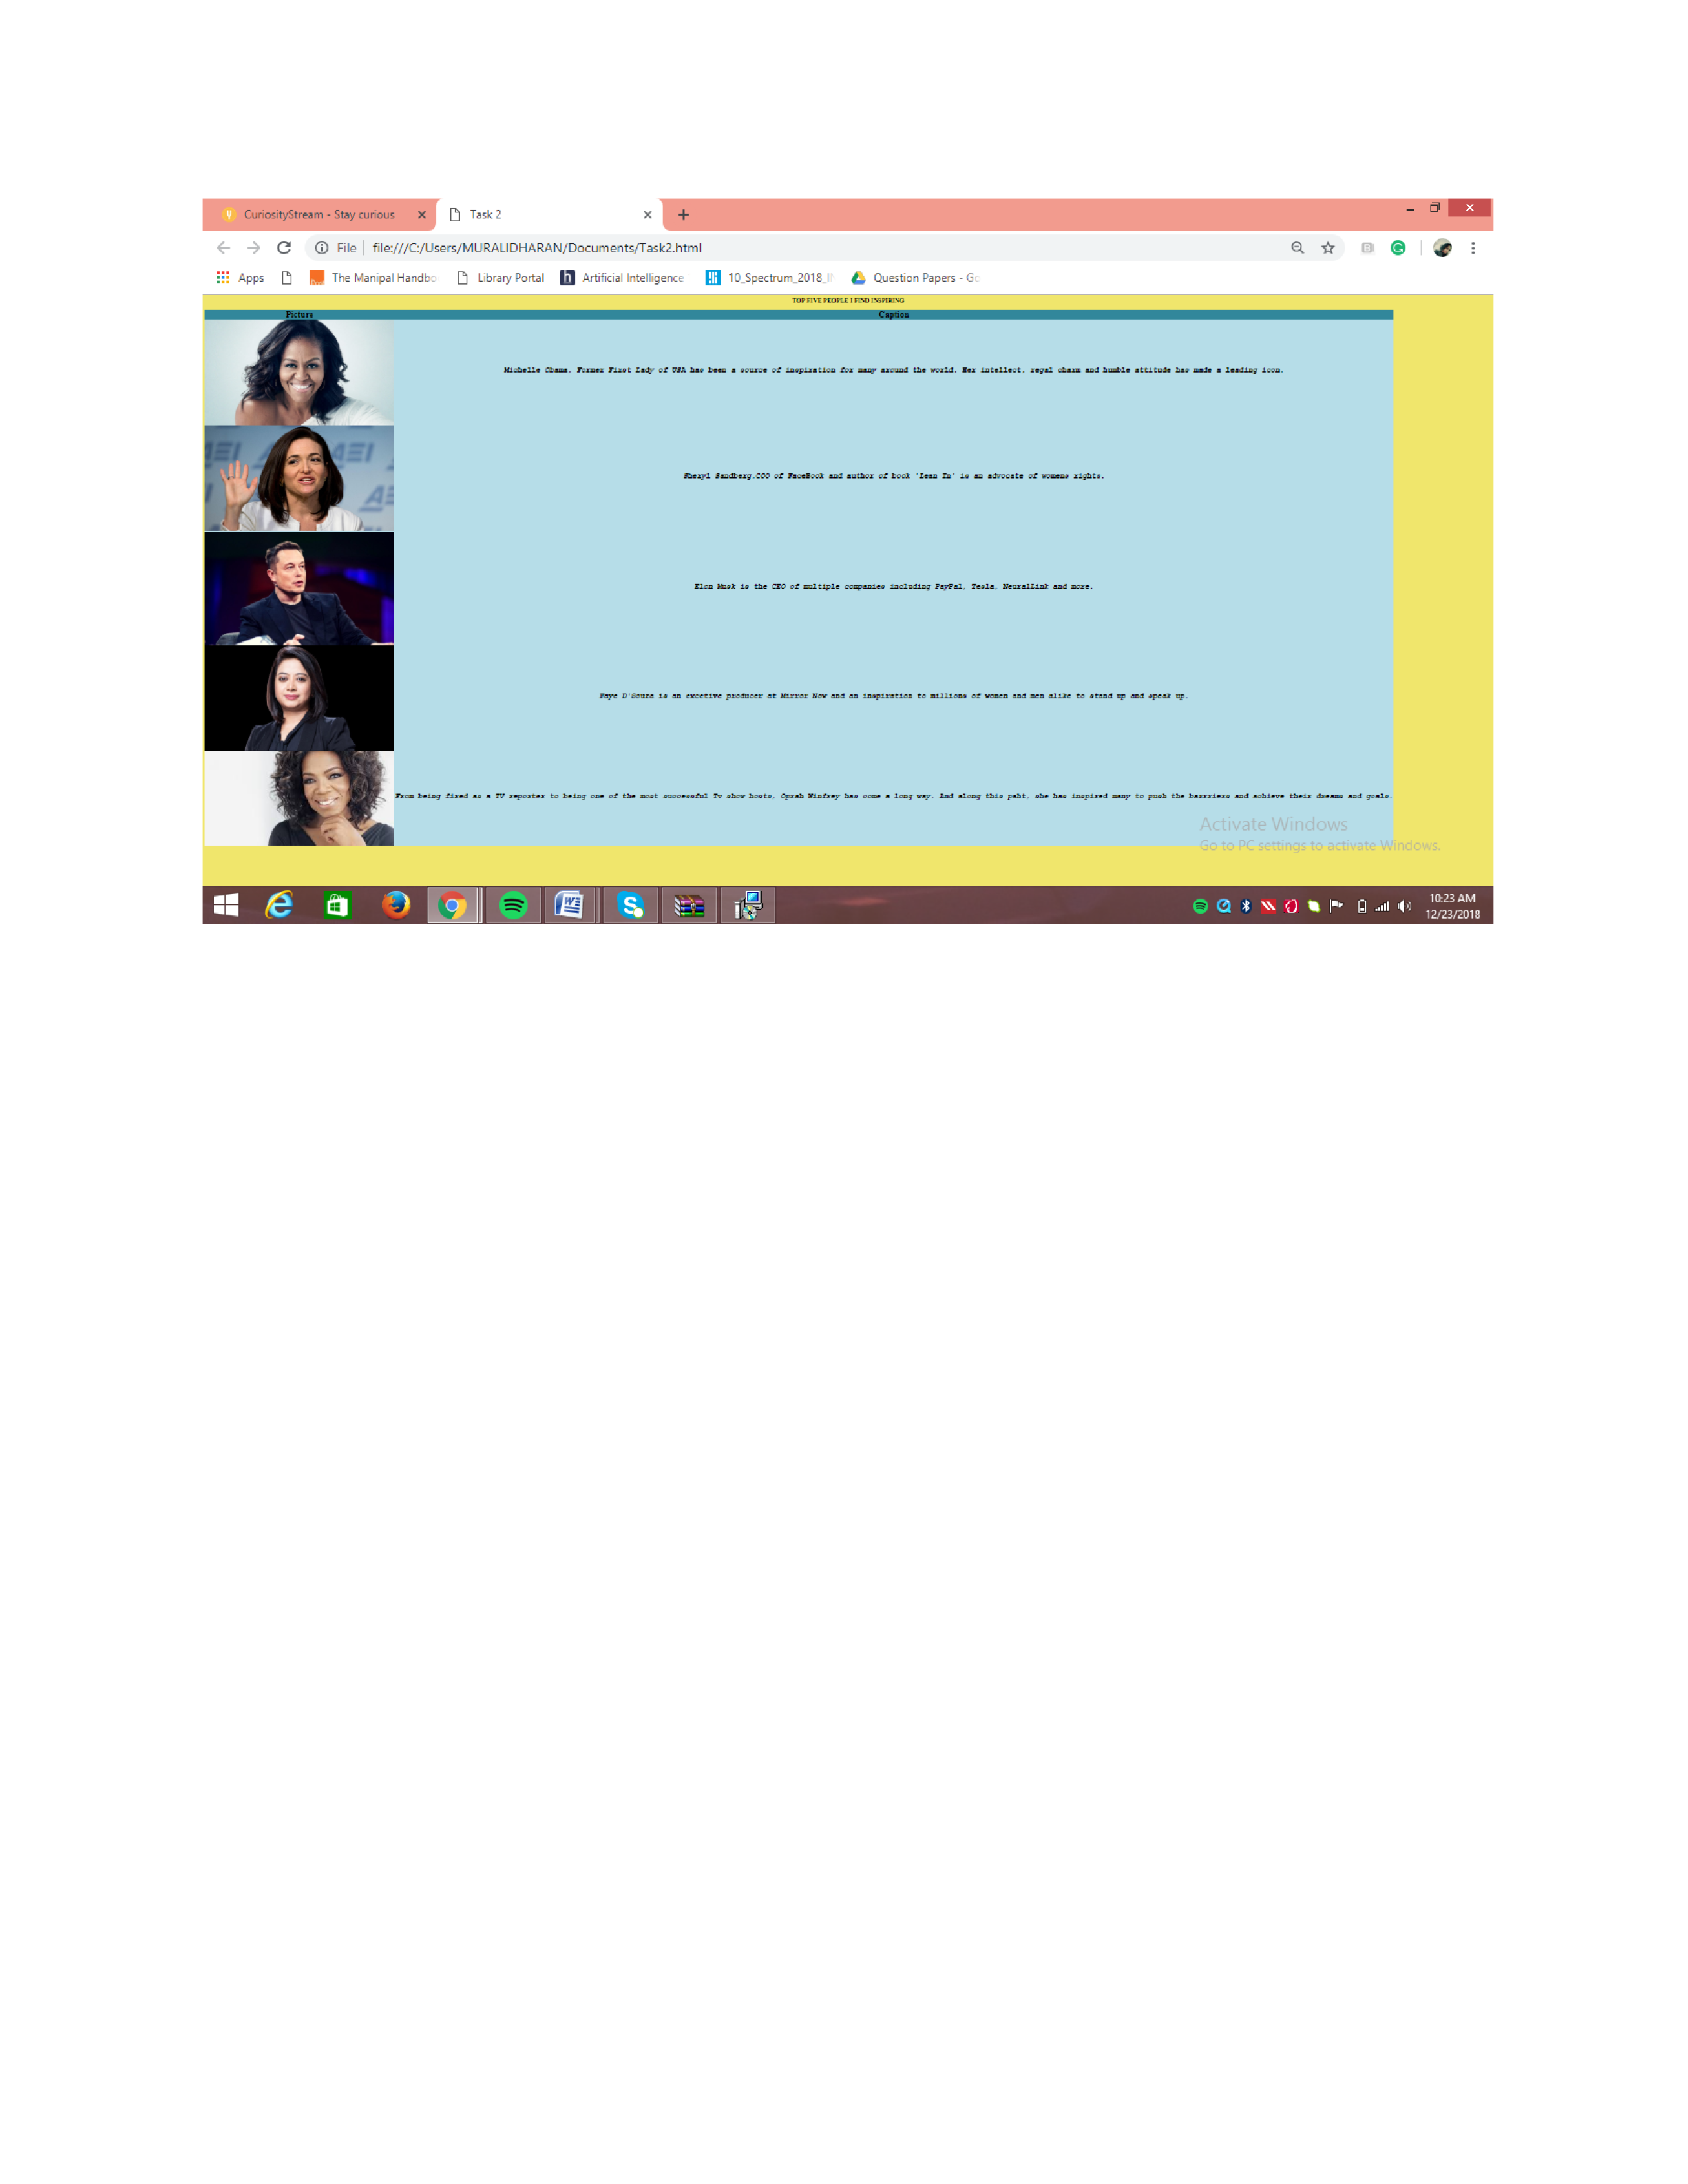 CuriosityStream - Stay curious
Task 2
File
file:///C:/Users/MURALIDHARAN/Documents/Task2.html
Apps
The Manipal Handbo
Library Portal
Artificial Intelligence
10_Spectrum_2018_I
Question Papers - Go
TOP FIVE PEOPLE I FIND INSPIRING
Picture Caption
Michelle Obama, Former First Lady of USA has been a source of inspiration for many around the world. Her intellect, regal charm and humble attitude has made a leading icon.
AEI AEI
Sheryl Sandberg,COO of FaceBook and author of book 'Lean In' is an advocate of womens rights.
Elon Musk is the CEO of multiple companies including PayPal, Tesla, NeuralLink and more.
Faye D'Souza is an excetive producer at Mirror Now and an inspiration to millions of women and men alike to stand up and speak up.
From being fired as a TV reporter to being one of the most successful Tv show hosts, Oprah Winfrey has come a long way. And along this paht, she has inspired many to push the barrriers and achieve their dreams and goals.
Activate Windows
Go to PC settings to activate Windows.
10:23 AM
12/23/2018